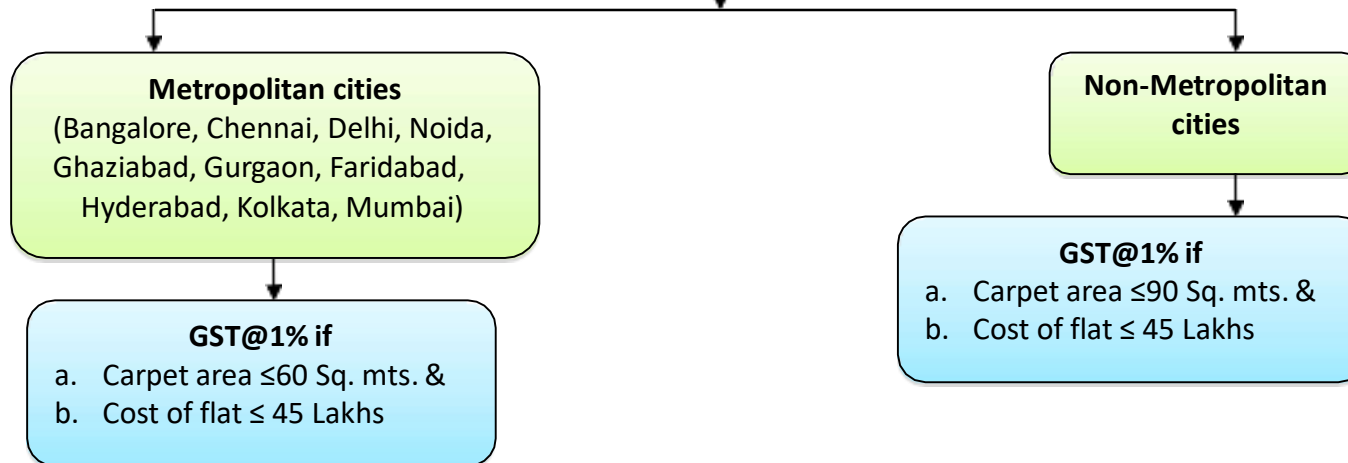 Metropolitan cities
(Bangalore, Chennai, Delhi, Noida,
Ghaziabad, Gurgaon, Faridabad,
Hyderabad, Kolkata, Mumbai)
GST@1% if
a. Carpet area ≤60 Sq. mts. &
b. Cost of flat ≤ 45 Lakhs
Non-Metropolitan
cities
GST@1% if
a. Carpet area ≤90 Sq. mts. &
b. Cost of flat ≤ 45 Lakhs